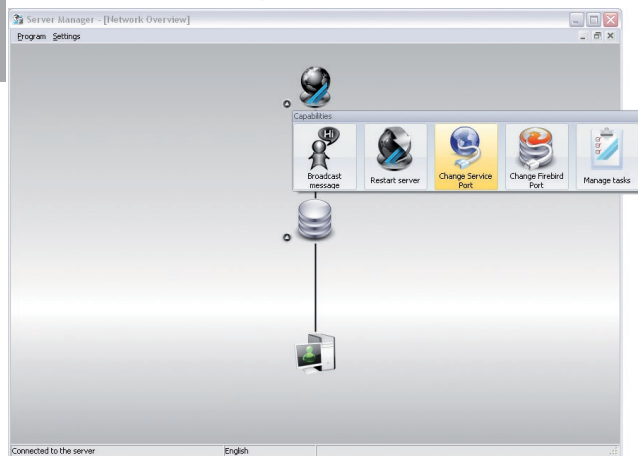 Server Manager - [Network Overview]
Program Settings
Capabilities
Hi
Broadcast message
Restart server
Change Service Port
Change Firebird Port
Manage tasks
Connected to the server
English